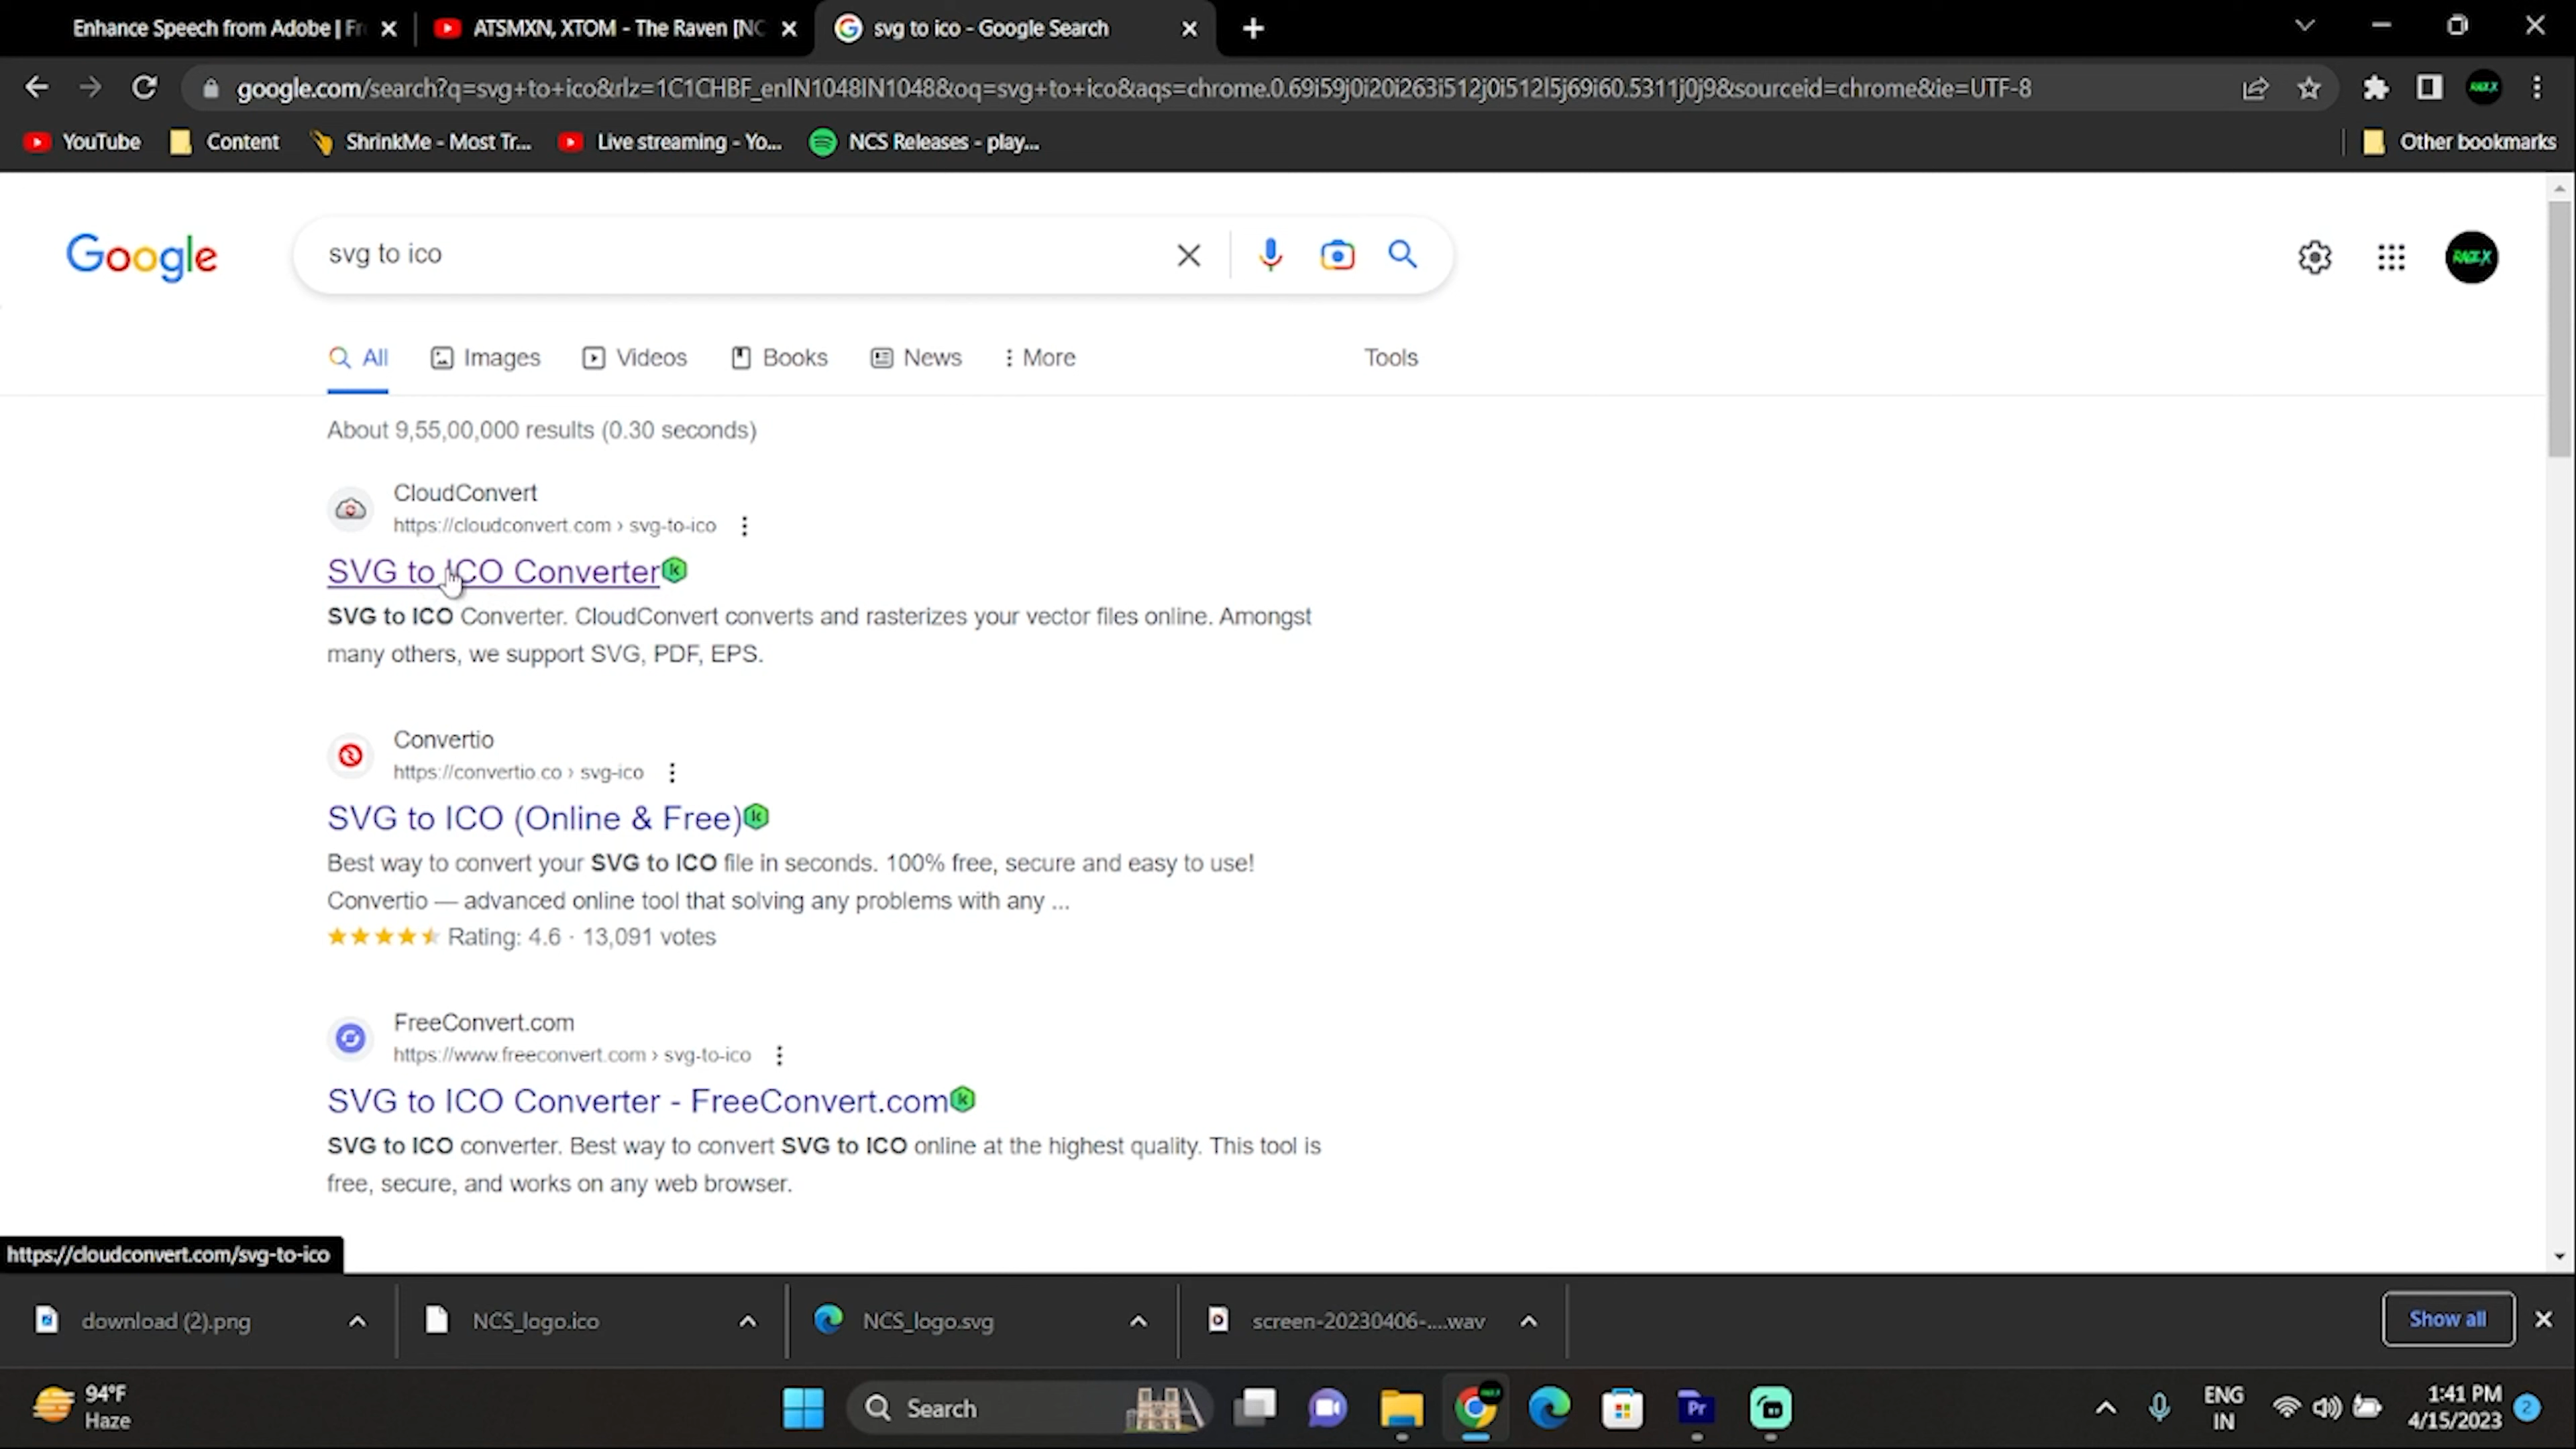 Enhance Speech from Adobe | Fr
ATSMXN, XTOM - The Raven [NC
svg to ico - Google Search
google.com/search?q=svg+to+ico&rlz=1C1CHBF_enIN1048IN1048&oq=svg+to+ico&aqs=chrome.0.69i59j0i20i263i512j0i512l5j69i60.5311j0j9&sourceid=chrome&ie=UTF-8
YouTube
Content
ShrinkMe - Most Tr...
Live streaming - Yo...
NCS Releases - play...
Other bookmarks
Google
svg to ico
RAGE.X
All
Images
Videos
Books
News
More
Tools
About 9,55,00,000 results (0.30 seconds)
CloudConvert
https://cloudconvert.com › svg-to-ico
SVG to ICO Converter
SVG to ICO Converter. CloudConvert converts and rasterizes your vector files online. Amongst
many others, we support SVG, PDF, EPS.
Convertio
https://convertio.co › svg-ico
SVG to ICO (Online & Free)
Best way to convert your SVG to ICO file in seconds. 100% free, secure and easy to use!
Convertio — advanced online tool that solving any problems with any ...
Rating: 4.6 · 13,091 votes
FreeConvert.com
https://www.freeconvert.com › svg-to-ico
SVG to ICO Converter - FreeConvert.com
SVG to ICO converter. Best way to convert SVG to ICO online at the highest quality. This tool is
free, secure, and works on any web browser.
https://cloudconvert.com/svg-to-ico
download (2).png
NCS_logo.ico
NCS_logo.svg
screen-20230406-....wav
Show all
94°F
Haze
Search
Pr
ENG
IN
1:41 PM
4/15/2023
2